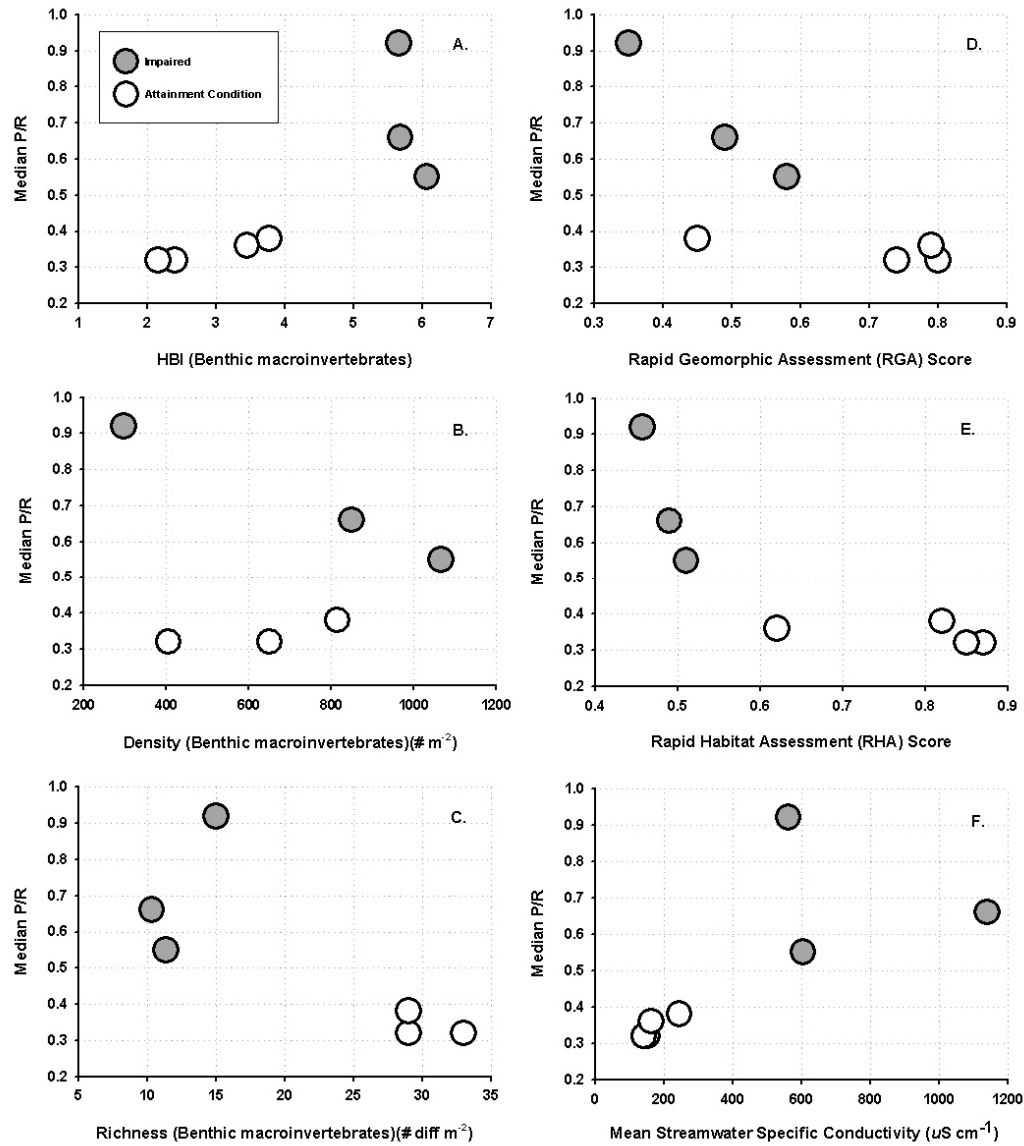 1.0
0.9
0.8
0.7
0.6
0.5
0.4
0.3
0.2
Median P/R
A.
Impaired
Attainment Condition
1 2 3 4 5 6 7
HBI (Benthic macroinvertebrates)
1.0
0.9
0.8
0.7
0.6
0.5
0.4
0.3
0.2
Median P/R
D.
0.3 0.4 0.5 0.6 0.7 0.8 0.9
Rapid Geomorphic Assessment (RGA) Score
1.0
0.9
0.8
0.7
0.6
0.5
0.4
0.3
0.2
Median P/R
B.
200 400 600 800 1000 1200
Density (Benthic macroinvertebrates)(# m-2)
1.0
0.9
0.8
0.7
0.6
0.5
0.4
0.3
0.2
Median P/R
E.
0.4 0.5 0.6 0.7 0.8 0.9
Rapid Habitat Assessment (RHA) Score
1.0
0.9
0.8
0.7
0.6
0.5
0.4
0.3
0.2
Median P/R
C.
5 10 15 20 25 30 35
Richness (Benthic macroinvertebrates)(# diff m-2)
1.0
0.9
0.8
0.7
0.6
0.5
0.4
0.3
0.2
Median P/R
F.
0 200 400 600 800 1000 1200
Mean Streamwater Specific Conductivity (uS cm-1)